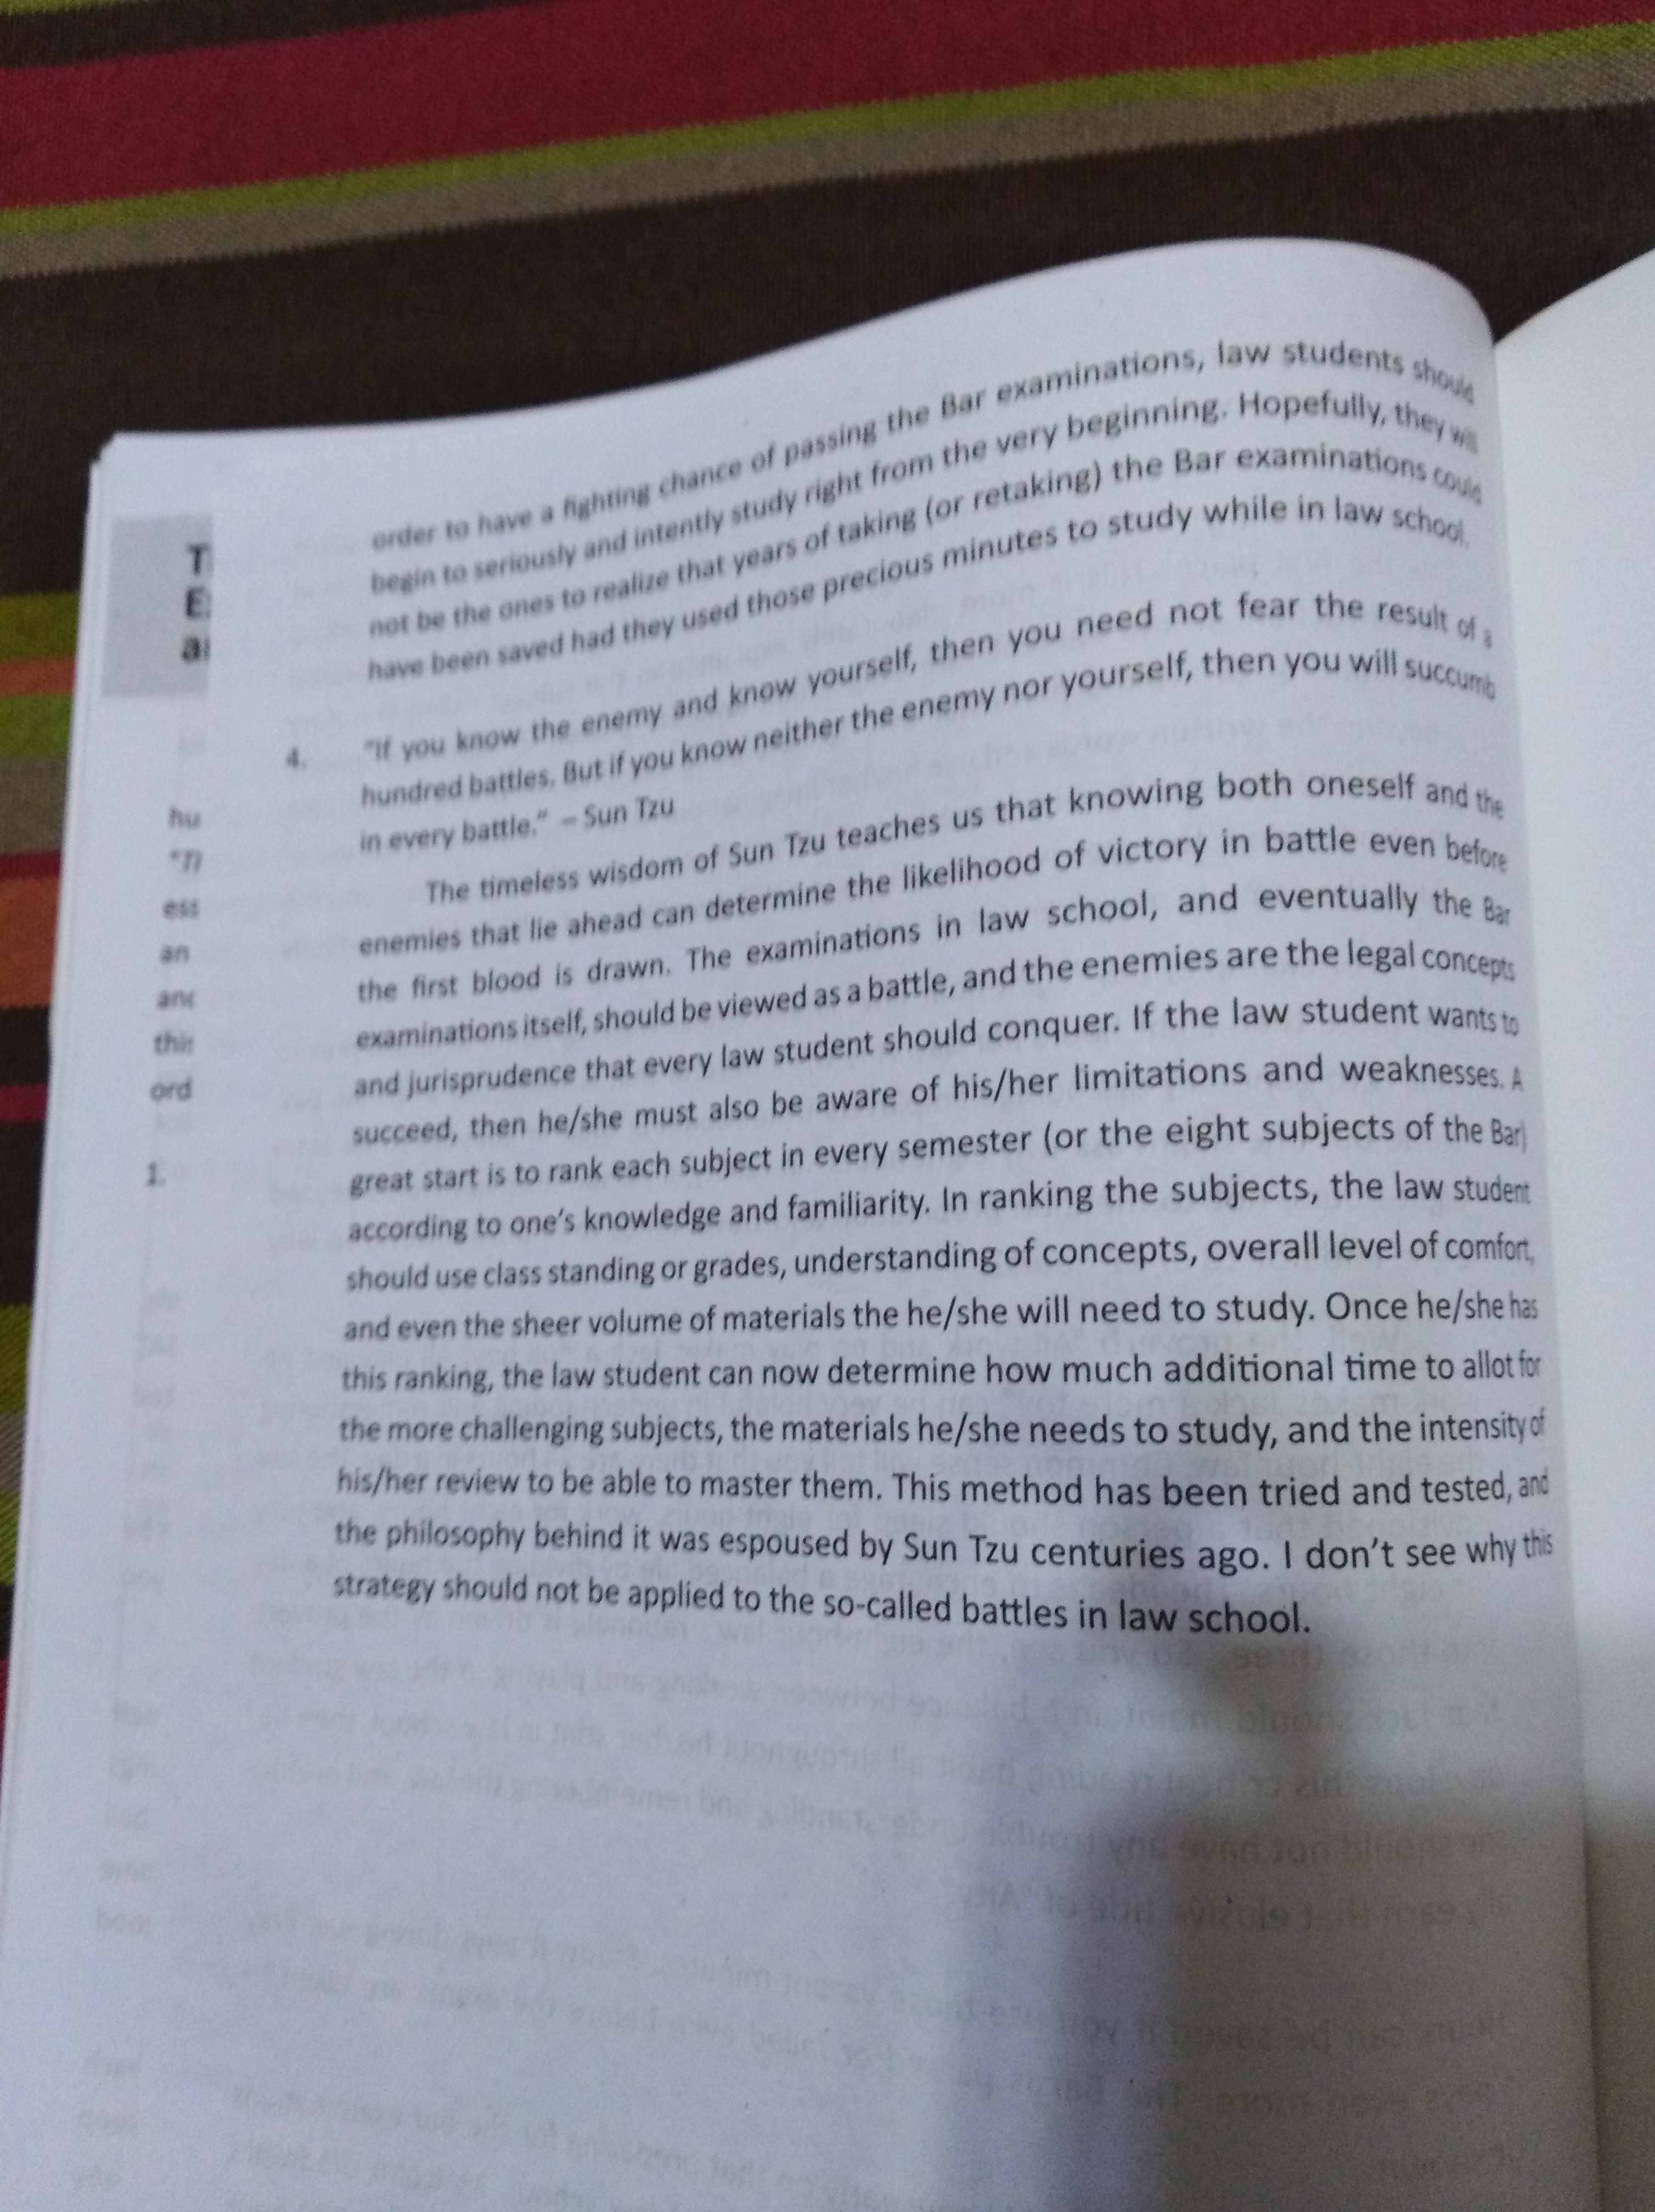 order to have a fighting chance of passing the Bar examinations, law students should
begin to seriously and intently study right from the very beginning. Hopefully, they will
not be the ones to realize that years of taking (or retaking) the Bar examinations could
have been saved had they used those precious minutes to study while in law school.
4. "If you know the enemy and know yourself, then you need not fear the result of a
hundred battles. But if you know neither the enemy nor yourself, then you will succumb
in every battle." – Sun Tzu
The timeless wisdom of Sun Tzu teaches us that knowing both oneself and the
enemies that lie ahead can determine the likelihood of victory in battle even before
the first blood is drawn. The examinations in law school, and eventually the Bar
examinations itself, should be viewed as a battle, and the enemies are the legal concepts
and jurisprudence that every law student should conquer. If the law student wants to
succeed, then he/she must also be aware of his/her limitations and weaknesses. A
great start is to rank each subject in every semester (or the eight subjects of the Bar)
according to one's knowledge and familiarity. In ranking the subjects, the law student
should use class standing or grades, understanding of concepts, overall level of comfort,
and even the sheer volume of materials the he/she will need to study. Once he/she has
this ranking, the law student can now determine how much additional time to allot for
the more challenging subjects, the materials he/she needs to study, and the intensity of
his/her review to be able to master them. This method has been tried and tested, and
the philosophy behind it was espoused by Sun Tzu centuries ago. I don't see why this
strategy should not be applied to the so-called battles in law school.
T
E
hu
ess
an
ord
1.